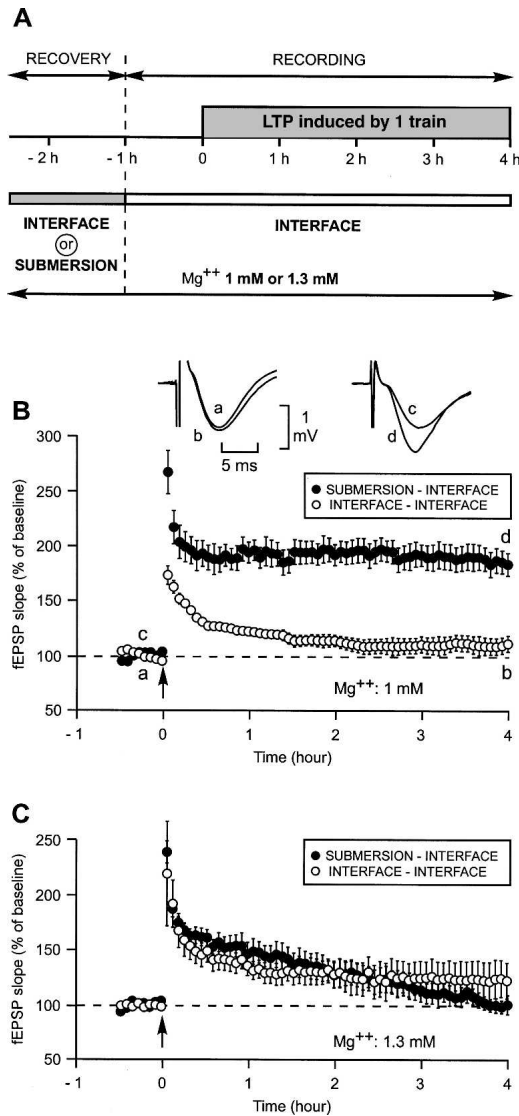 A
RECOVERY
RECORDING
LTP induced by 1 train
- 2 h
- 1 h
0
1 h
2 h
3 h
4 h
INTERFACE
or
SUBMERSION
INTERFACE
Mg++ 1 mM or 1.3 mM
B
a
b
1
mV
5 ms
c
d
fEPSP slope (% of baseline)
300
250
200
150
100
50
SUBMERSION - INTERFACE
INTERFACE - INTERFACE
d
c
a
b
Mg++: 1 mM
- 1
0
1
2
3
4
Time (hour)
C
fEPSP slope (% of baseline)
250
200
150
100
50
SUBMERSION - INTERFACE
INTERFACE - INTERFACE
Mg++: 1.3 mM
- 1
0
1
2
3
4
Time (hour)